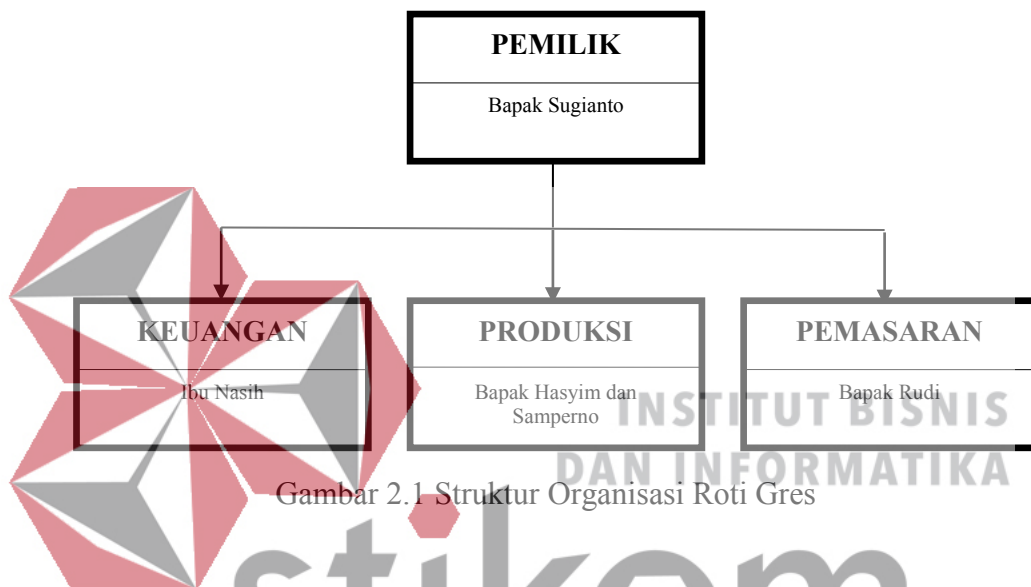 PEMILIK
Bapak Sugianto
KEUANGAN
Ibu Nasih
PRODUKSI
Bapak Hasyim dan
Samperno
PEMASARAN
Bapak Rudi
INSTITUT BISNIS
DAN INFORMATIKA
Gambar 2.1 Struktur Organisasi Roti Gres
stikom